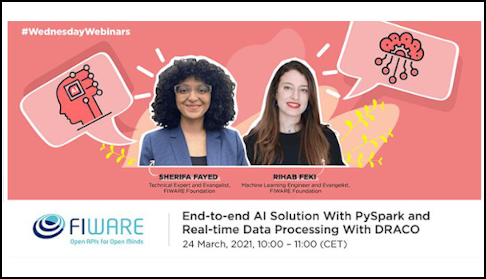 #WednesdayWebinars
AI
SHERIFA FAYED
Technical Expert and Evangelist,
FIWARE Foundation
RIHAB FEKI
Machine Learning Engineer and Evangelist,
FIWARE Foundation
FIWARE
Open APIs for Open Minds
End-to-end AI Solution With PySpark and
Real-time Data Processing With DRACO
24 March, 2021, 10:00 – 11:00 (CET)